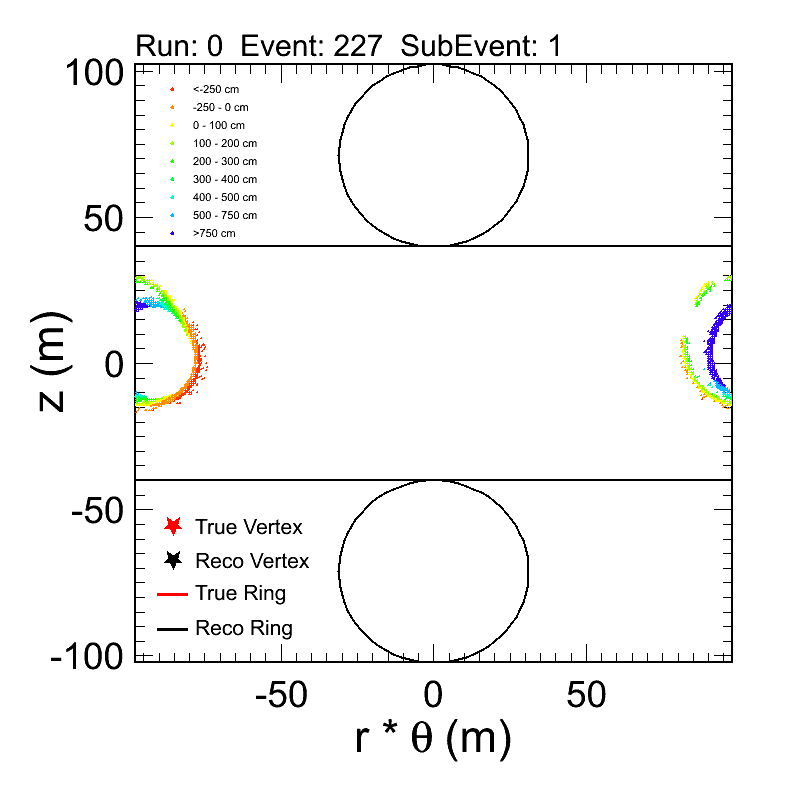 Run: 0 Event: 227 SubEvent: 1
100
<-250 cm
-250 - 0 cm
0 - 100 cm
100 - 200 cm
200 - 300 cm
300 - 400 cm
400 - 500 cm
500 - 750 cm
>750 cm
50
z (m)
0
-50
True Vertex
Reco Vertex
True Ring
Reco Ring
-100
-50 0 50
r * θ (m)